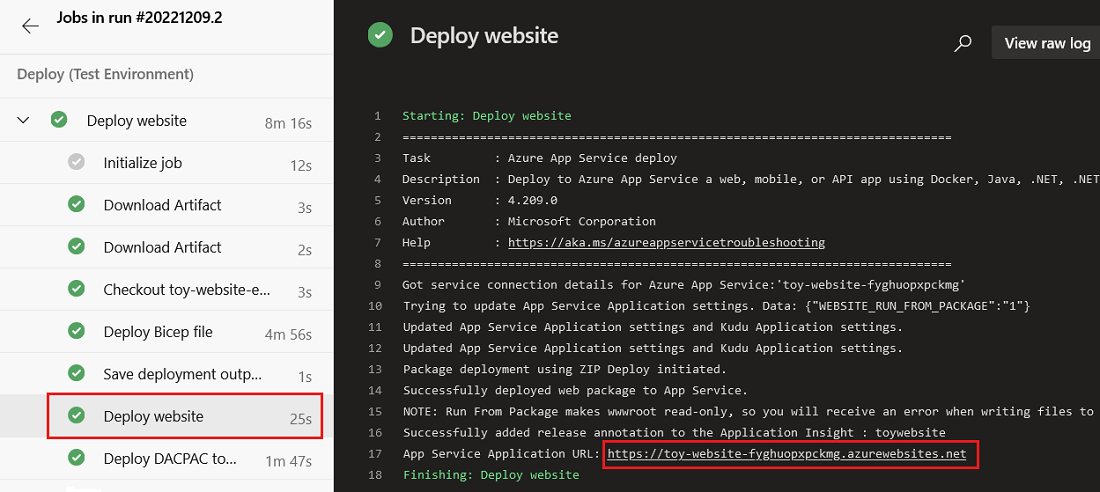 Jobs in run #20221209.2
Deploy (Test Environment)
Deploy website 8m 16s
Initialize job 12s
Download Artifact 3s
Download Artifact 2s
Checkout toy-website-e... 3s
Deploy Bicep file 4m 56s
Save deployment outp... 1s
Deploy website 25s
Deploy DACPAC to... 1m 47s
Deploy website
View raw log
1 Starting: Deploy website
2 ==============================================================================
3 Task : Azure App Service deploy
4 Description : Deploy to Azure App Service a web, mobile, or API app using Docker, Java, .NET, .NET
5 Version : 4.209.0
6 Author : Microsoft Corporation
7 Help : https://aka.ms/azureappservicetroubleshooting
8 ==============================================================================
9 Got service connection details for Azure App Service:'toy-website-fyghuopxpckmg'
10 Trying to update App Service Application settings. Data: {"WEBSITE_RUN_FROM_PACKAGE":"1"}
11 Updated App Service Application settings and Kudu Application settings.
12 Updated App Service Application settings and Kudu Application settings.
13 Package deployment using ZIP Deploy initiated.
14 Successfully deployed web package to App Service.
15 NOTE: Run From Package makes wwwroot read-only, so you will receive an error when writing files to
16 Successfully added release annotation to the Application Insight : toywebsite
17 App Service Application URL: https://toy-website-fyghuopxpckmg.azurewebsites.net
18 Finishing: Deploy website